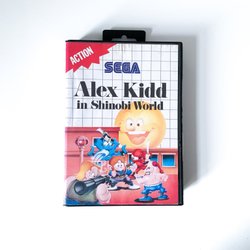 ACTION
SEGA
Alex Kidd
in Shinobi World